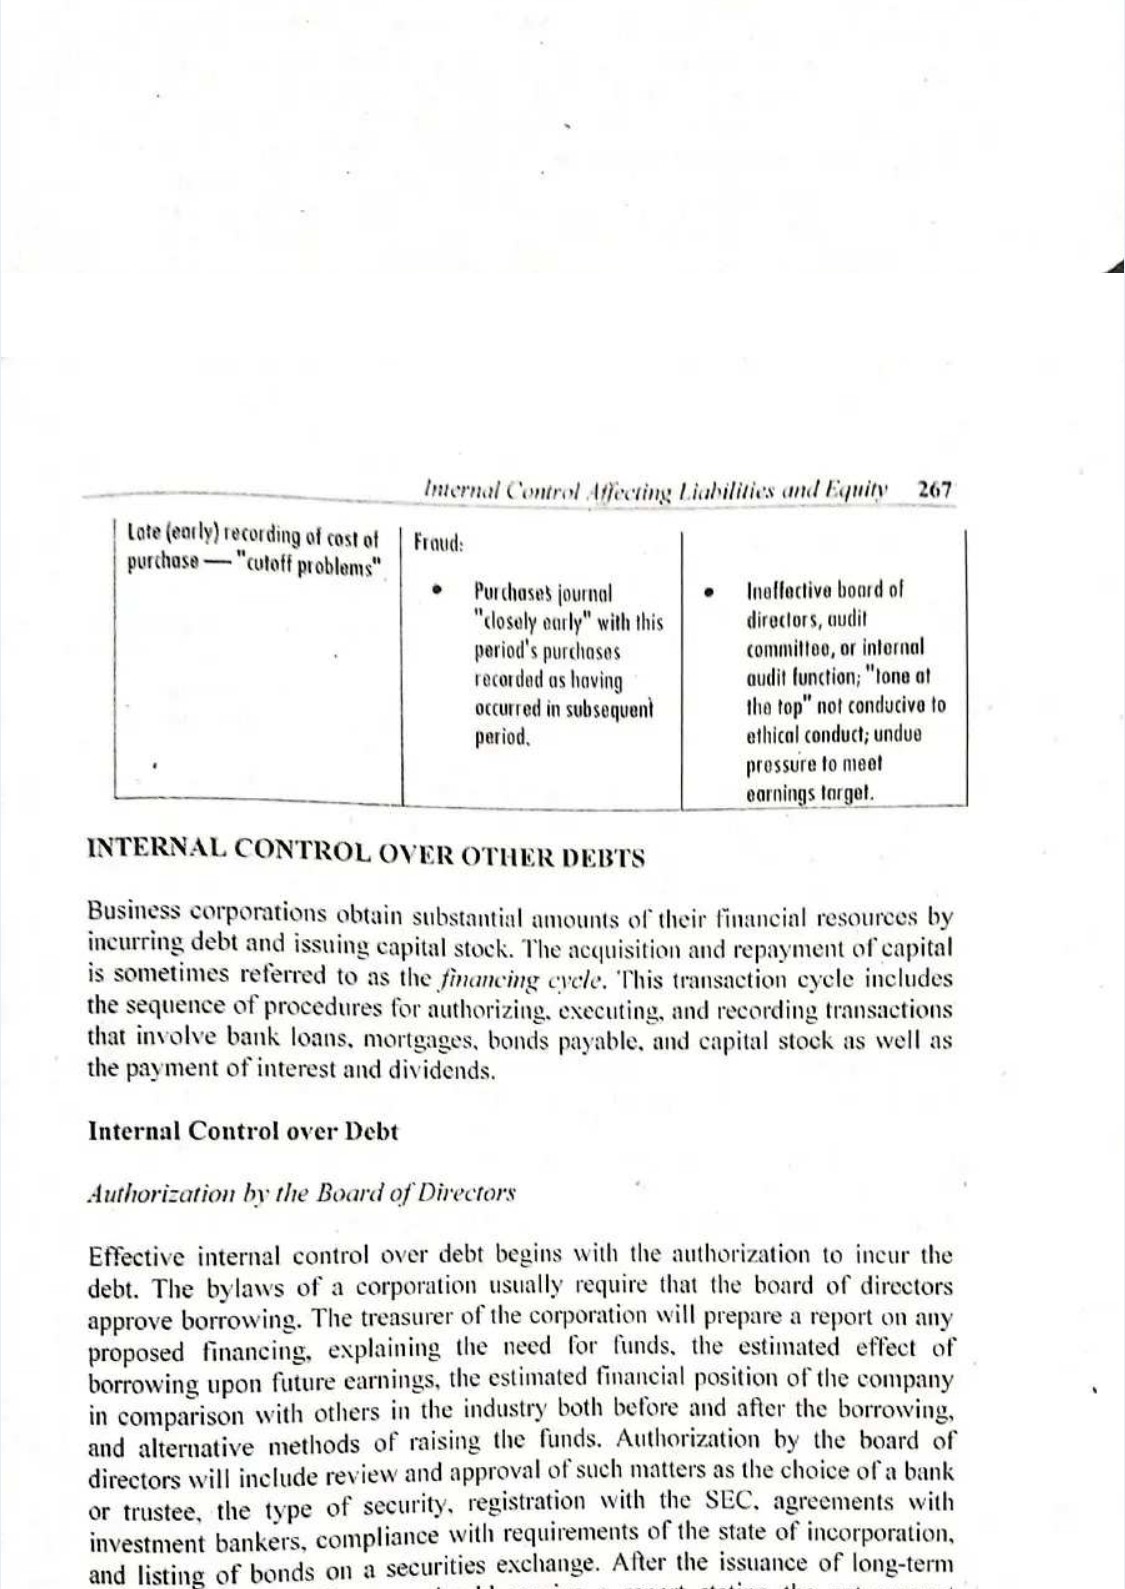 Internal Control Affecting Liabilities and Equity 267
Late (early) recording of cost of
purchase — "cutoff problems"
Fraud:
• Purchases journal
"closely early" with this
period's purchases
recorded as having
occurred in subsequent
period.
• Ineffective board of
directors, audit
committee, or internal
audit function; "tone at
the top" not conducive to
ethical conduct; undue
pressure to meet
earnings target.
INTERNAL CONTROL OVER OTHER DEBTS
Business corporations obtain substantial amounts of their financial resources by
incurring debt and issuing capital stock. The acquisition and repayment of capital
is sometimes referred to as the financing cycle. This transaction cycle includes
the sequence of procedures for authorizing, executing, and recording transactions
that involve bank loans, mortgages, bonds payable, and capital stock as well as
the payment of interest and dividends.
Internal Control over Debt
Authorization by the Board of Directors
Effective internal control over debt begins with the authorization to incur the
debt. The bylaws of a corporation usually require that the board of directors
approve borrowing. The treasurer of the corporation will prepare a report on any
proposed financing, explaining the need for funds, the estimated effect of
borrowing upon future earnings, the estimated financial position of the company
in comparison with others in the industry both before and after the borrowing,
and alternative methods of raising the funds. Authorization by the board of
directors will include review and approval of such matters as the choice of a bank
or trustee, the type of security, registration with the SEC, agreements with
investment bankers, compliance with requirements of the state of incorporation,
and listing of bonds on a securities exchange. After the issuance of long-term